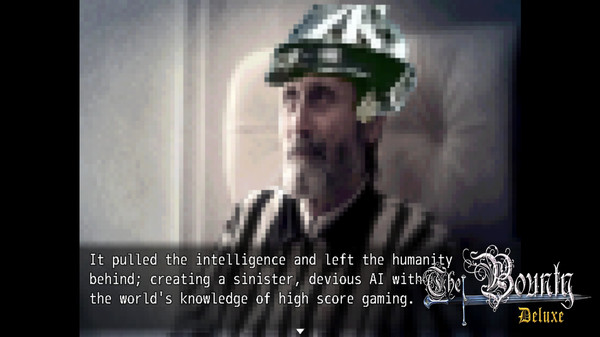 It pulled the intelligence and left the humanity
behind; creating a sinister, devious AI with
the world's knowledge of high score gaming.
The Bounty
Deluxe